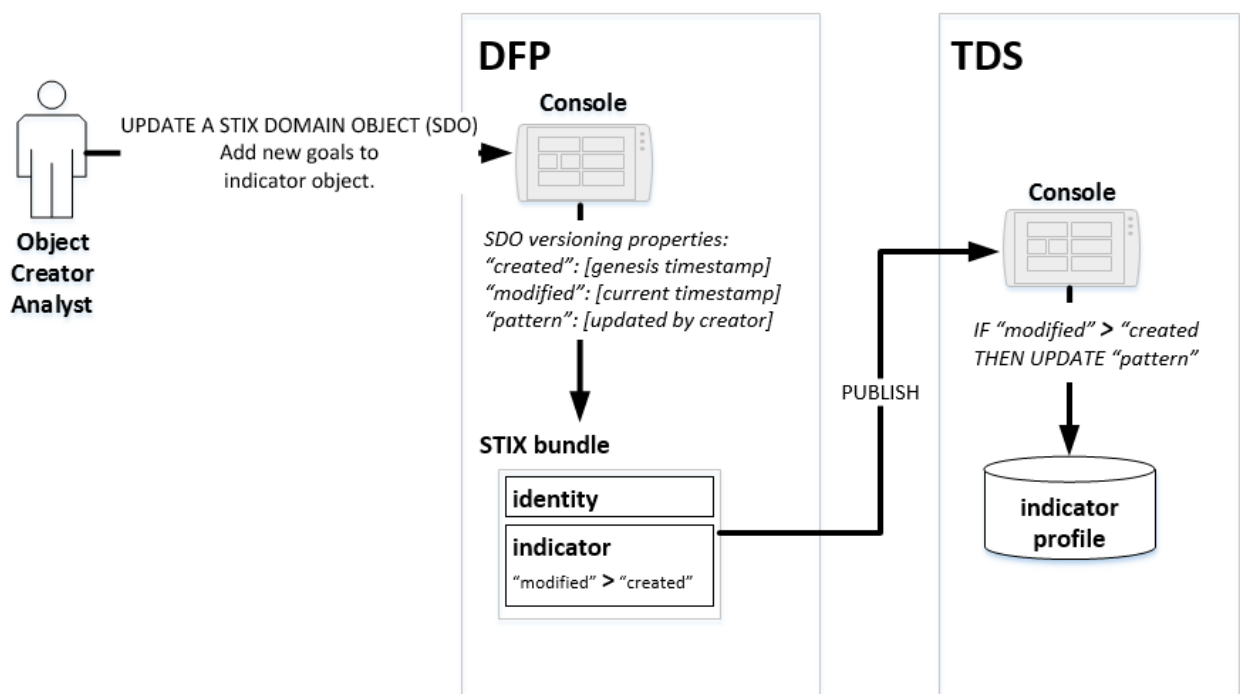 DFP
TDS
Console
UPDATE A STIX DOMAIN OBJECT (SDO)
Add new goals to
indicator object.
Object
Creator
Analyst
SDO versioning properties:
“created”: [genesis timestamp]
“modified”: [current timestamp]
“pattern”: [updated by creator]
STIX bundle
identity
indicator
“modified” > “created”
PUBLISH
Console
IF “modified” > “created
THEN UPDATE “pattern”
indicator
profile